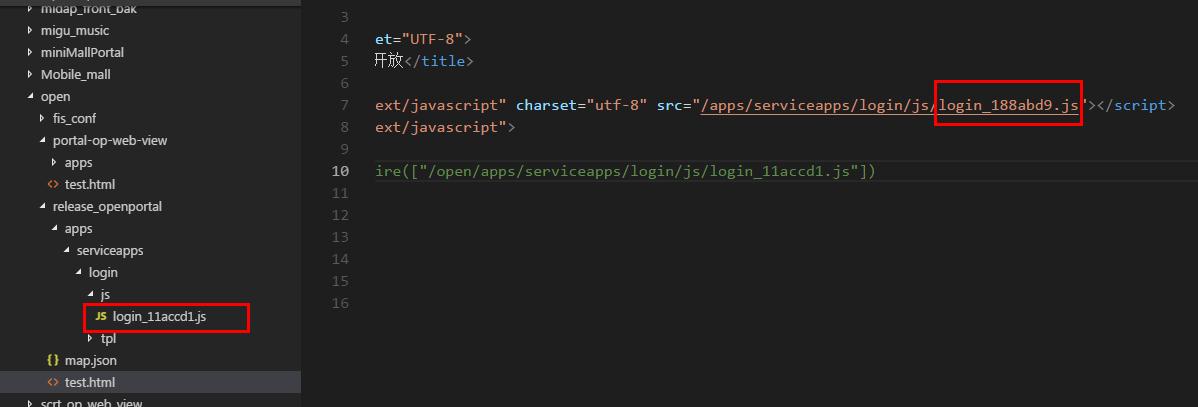 midap_front_bak
migu_music
miniMallPortal
Mobile_mall
open
fis_conf
portal-op-web-view
apps
test.html
release_openportal
apps
serviceapps
login
js
JS login_11accd1.js
tpl
{} map.json
<> test.html
scrt_op_web_view
3
4 et="UTF-8">
5 开放</title>
6
7 ext/javascript" charset="utf-8" src="/apps/serviceapps/login/js/login_188abd9.js"></script>
8 ext/javascript">
9
10 ire(["/open/apps/serviceapps/login/js/login_11accd1.js"])
11
12
13
14
15
16